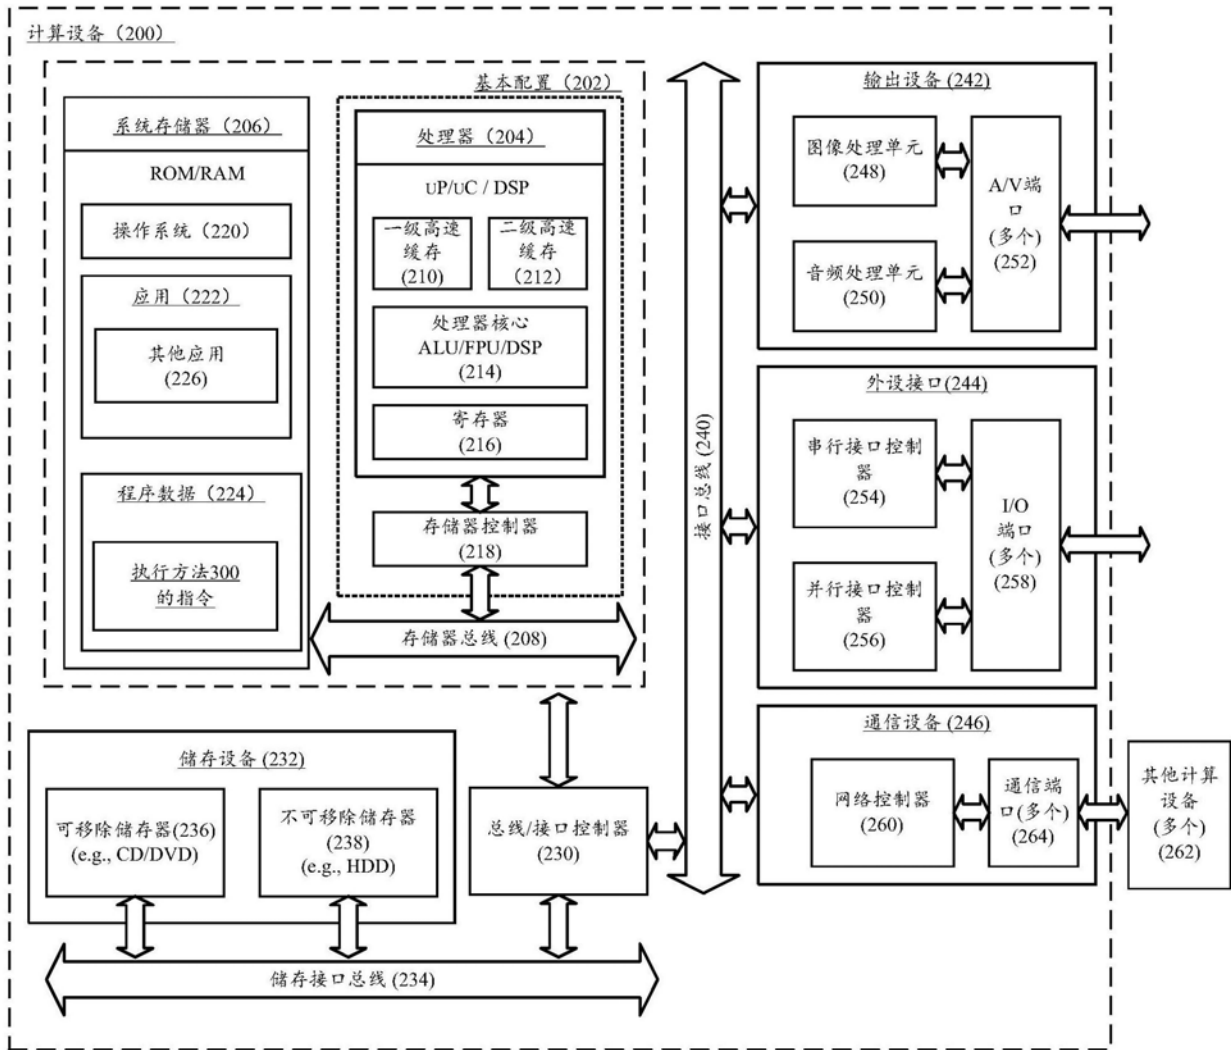 计算设备（200）
基本配置（202）
系统存储器（206）
ROM/RAM
操作系统（220）
应用（222）
其他应用
(226)
程序数据（224）
执行方法300
的指令
处理器（204）
UP/UC / DSP
一级高速
缓存
(210)
二级高速
缓存
(212)
处理器核心
ALU/FPU/DSP
(214)
寄存器
(216)
存储器控制器
(218)
存储器总线 (208)
接口总线 (240)
输出设备 (242)
图像处理单元
(248)
音频处理单元
(250)
A/V端
口
(多个)
(252)
外设接口 (244)
串行接口控制
器
(254)
并行接口控制
器
(256)
I/O
端口
(多个)
(258)
通信设备 (246)
网络控制器
(260)
通信端
口(多个)
(264)
其他计算
设备
(多个)
(262)
储存设备 (232)
可移除储存器(236)
(e.g., CD/DVD)
不可移除储存器
(238)
(e.g., HDD)
总线/接口控制器
(230)
储存接口总线 (234)